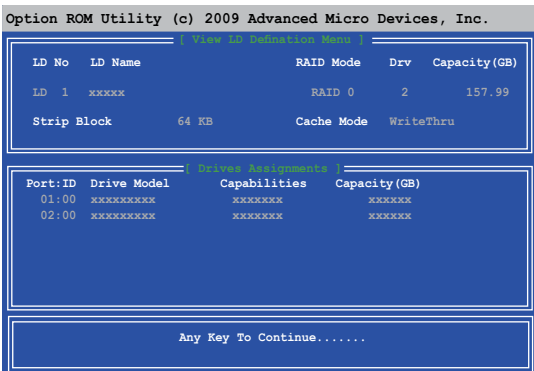 Option ROM Utility (c) 2009 Advanced Micro Devices, Inc.
[ View LD Defination Menu ]
LD No LD Name RAID Mode Drv Capacity(GB)
LD 1 xxxxx RAID 0 2 157.99
Strip Block 64 KB Cache Mode WriteThru
[ Drives Assignments ]
Port:ID Drive Model Capabilities Capacity(GB)
01:00 xxxxxxxxx xxxxxxx xxxxxx
02:00 xxxxxxxxx xxxxxxx xxxxxx
Any Key To Continue.......